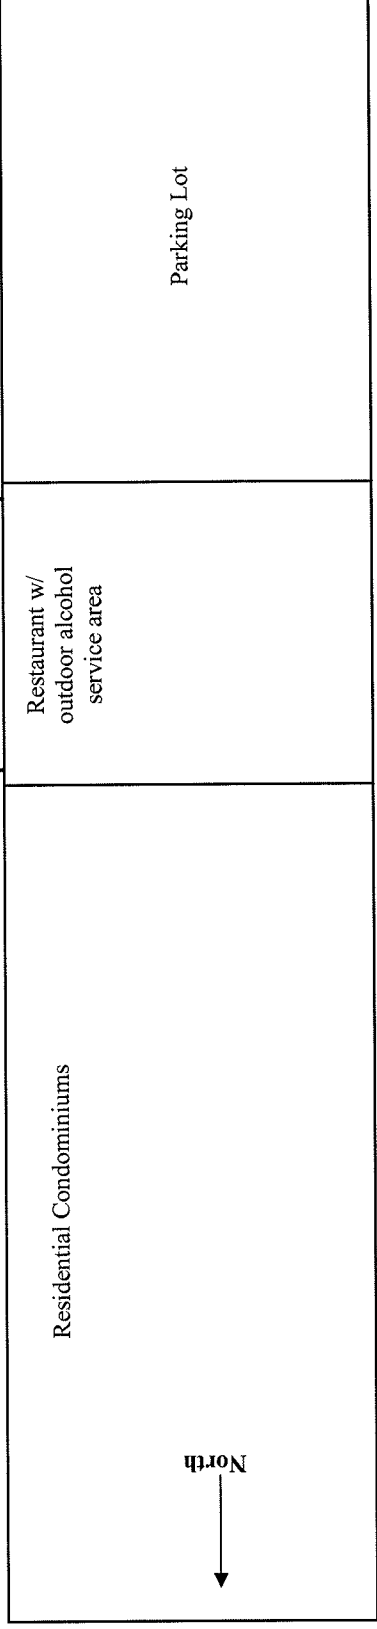 Parking Lot
Restaurant w/
outdoor alcohol
service area
Residential Condominiums
North